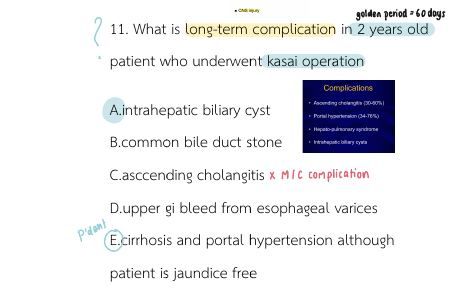 • ONB injury
golden period = 60 days
? 11. What is long-term complication in 2 years old
patient who underwent kasai operation
Complications
• Ascending cholangitis (30-60%)
• Portal hypertension (34-76%)
• Hepato-pulmonary syndrome
• Intrahepatic biliary cysts
A.intrahepatic biliary cyst
B.common bile duct stone
C.asccending cholangitis x M/C complication
D.upper gi bleed from esophageal varices
P'dant
E.cirrhosis and portal hypertension although
patient is jaundice free